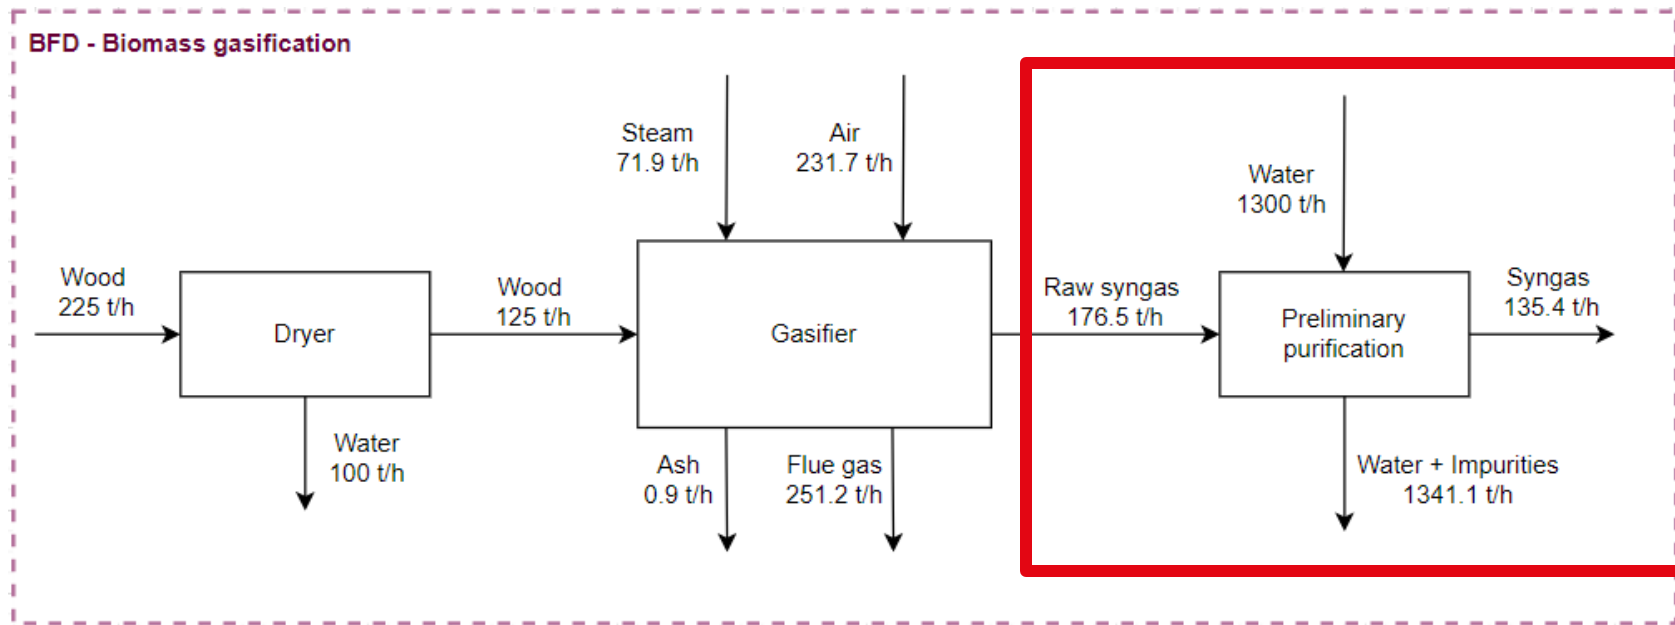 BFD - Biomass gasification
Steam
71.9 t/h
Air
231.7 t/h
Water
1300 t/h
Wood
225 t/h
Dryer
Wood
125 t/h
Gasifier
Raw syngas
176.5 t/h
Preliminary
purification
Syngas
135.4 t/h
Water
100 t/h
Ash
0.9 t/h
Flue gas
251.2 t/h
Water + Impurities
1341.1 t/h